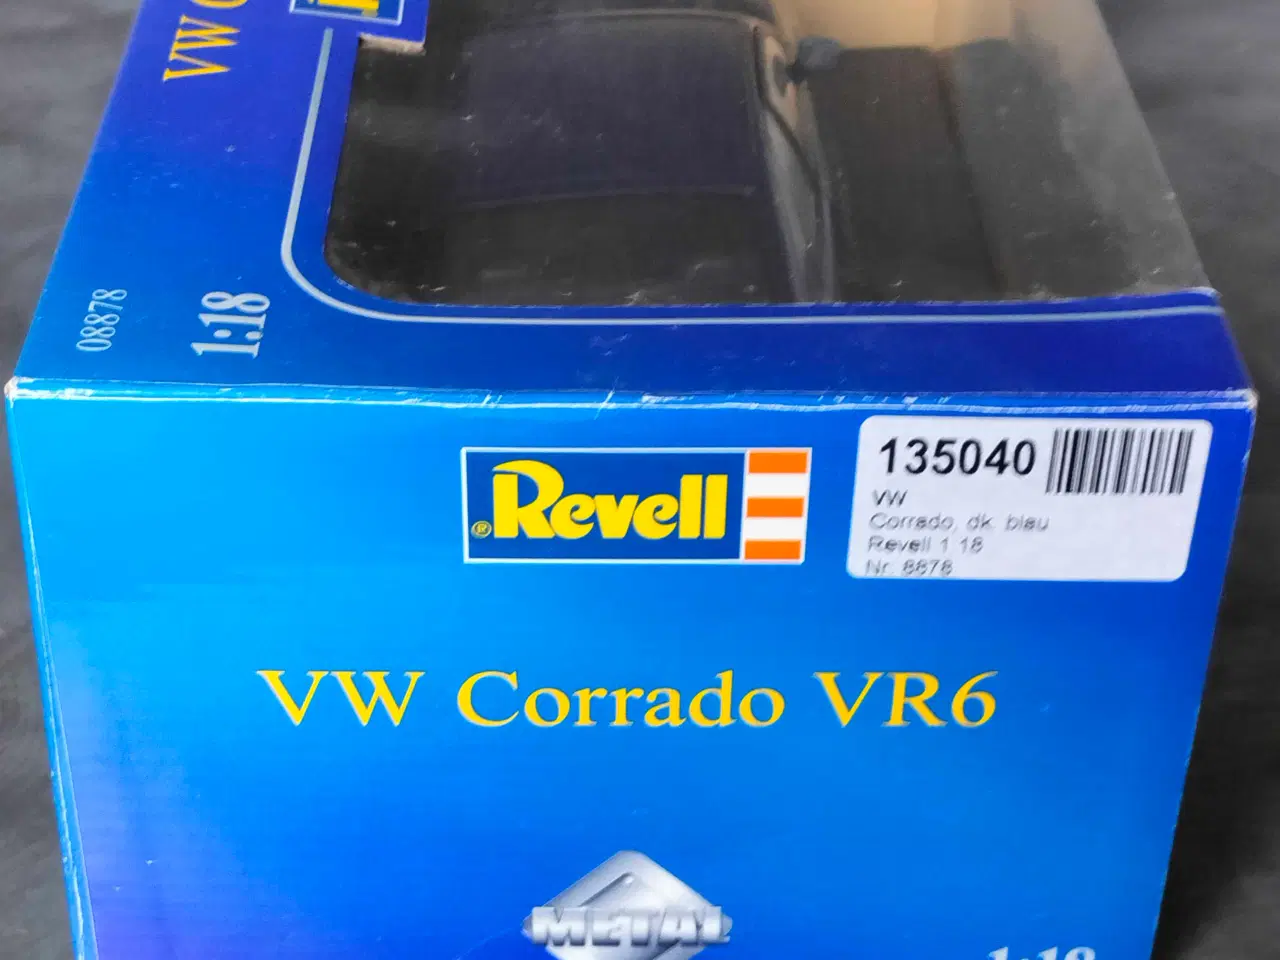 VW C
08878
1:18
® Revell
135040
VW
Corrado, dk. blau
Revell 1 18
Nr. 8878
VW Corrado VR6
METAL
1:18